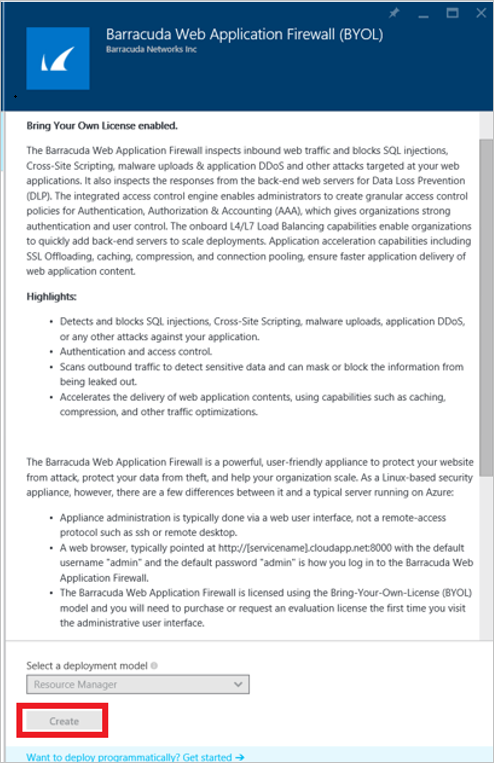 Barracuda Web Application Firewall (BYOL)
Barracuda Networks Inc
Bring Your Own License enabled.
The Barracuda Web Application Firewall inspects inbound web traffic and blocks SQL injections,
Cross-Site Scripting, malware uploads & application DDoS and other attacks targeted at your web
applications. It also inspects the responses from the back-end web servers for Data Loss Prevention
(DLP). The integrated access control engine enables administrators to create granular access control
policies for Authentication, Authorization & Accounting (AAA), which gives organizations strong
authentication and user control. The onboard L4/L7 Load Balancing capabilities enable organizations
to quickly add back-end servers to scale deployments. Application acceleration capabilities including
SSL Offloading, caching, compression, and connection pooling, ensure faster application delivery of
web application content.
Highlights:
• Detects and blocks SQL injections, Cross-Site Scripting, malware uploads, application DDoS,
or any other attacks against your application.
• Authentication and access control.
• Scans outbound traffic to detect sensitive data and can mask or block the information from
being leaked out.
• Accelerates the delivery of web application contents, using capabilities such as caching,
compression, and other traffic optimizations.
The Barracuda Web Application Firewall is a powerful, user-friendly appliance to protect your website
from attack, protect your data from theft, and help your organization scale. As a Linux-based security
appliance, however, there are a few differences between it and a typical server running on Azure:
• Appliance administration is typically done via a web user interface, not a remote-access
protocol such as ssh or remote desktop.
• A web browser, typically pointed at http://[servicename].cloudapp.net:8000 with the default
username "admin" and the default password "admin" is how you log in to the Barracuda Web
Application Firewall.
• The Barracuda Web Application Firewall is licensed using the Bring-Your-Own-License (BYOL)
model and you will need to purchase or request an evaluation license the first time you visit
the administrative user interface.
Select a deployment model
Resource Manager
Create
Want to deploy programmatically? Get started →